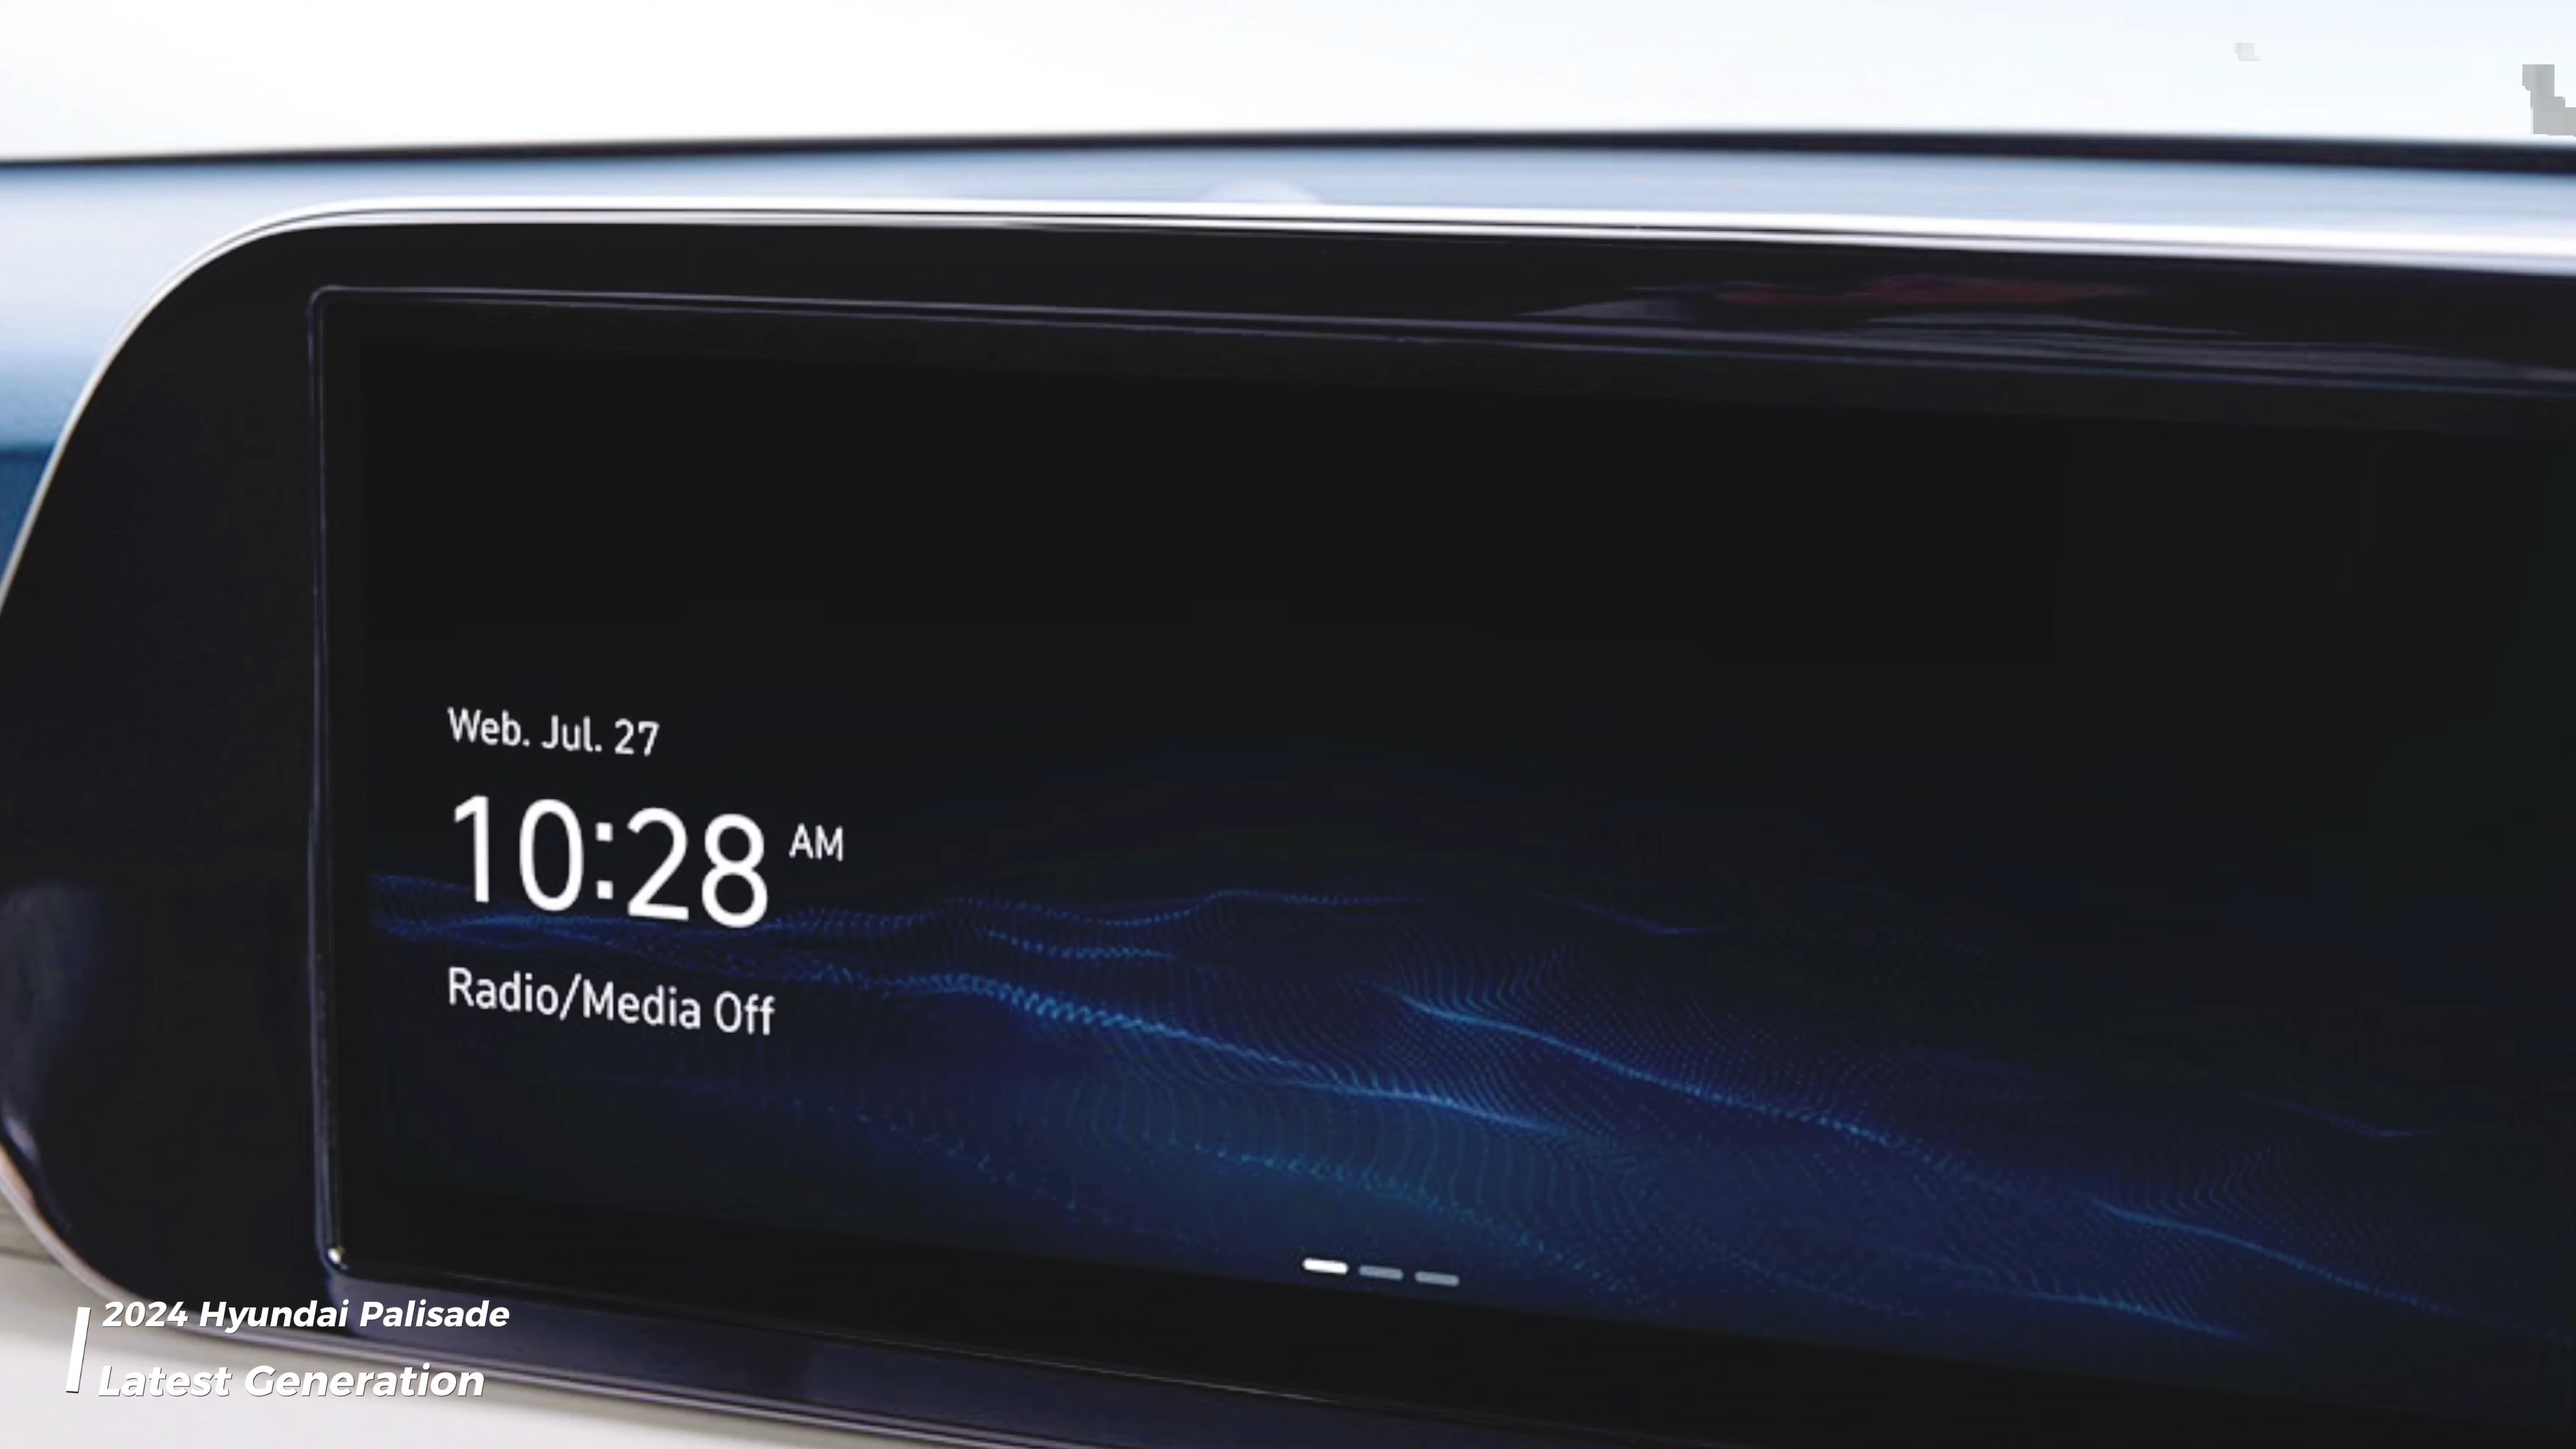 Web. Jul. 27
10:28 AM
Radio/Media Off
2024 Hyundai Palisade
Latest Generation